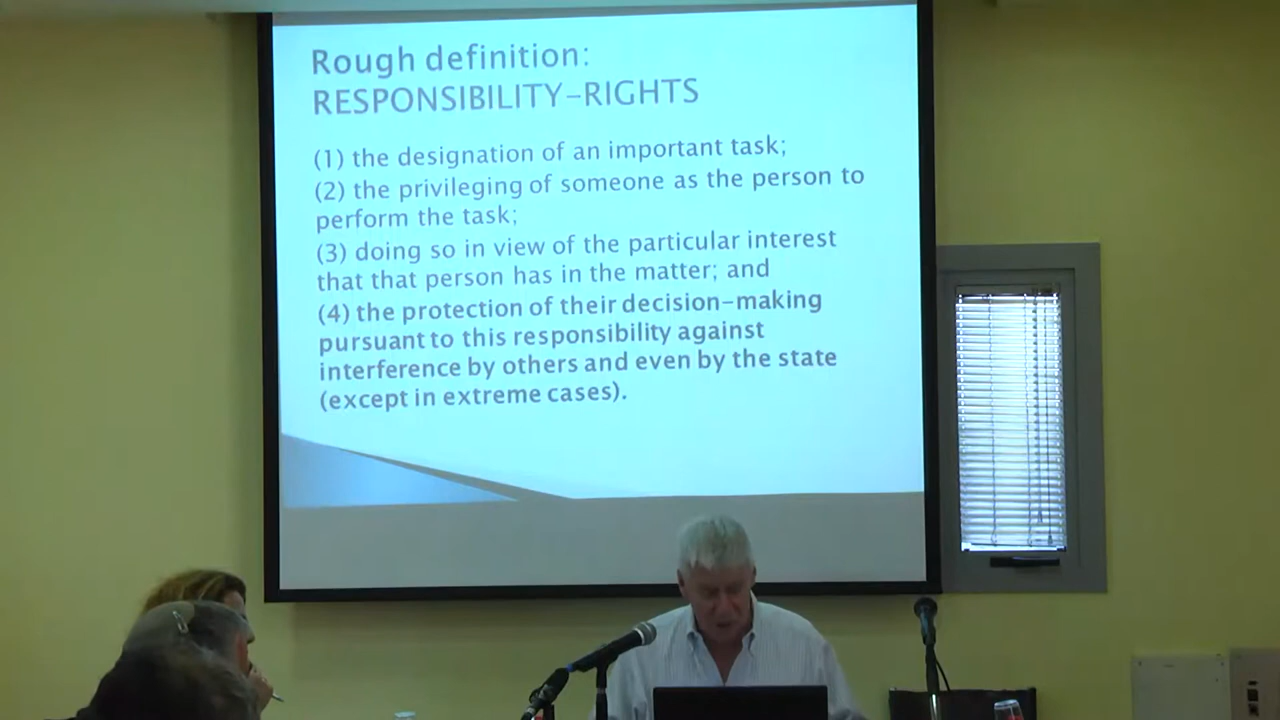 Rough definition:
RESPONSIBILITY-RIGHTS
(1) the designation of an important task;
(2) the privileging of someone as the person to
perform the task;
(3) doing so in view of the particular interest
that that person has in the matter; and
(4) the protection of their decision-making
pursuant to this responsibility against
interference by others and even by the state
(except in extreme cases).